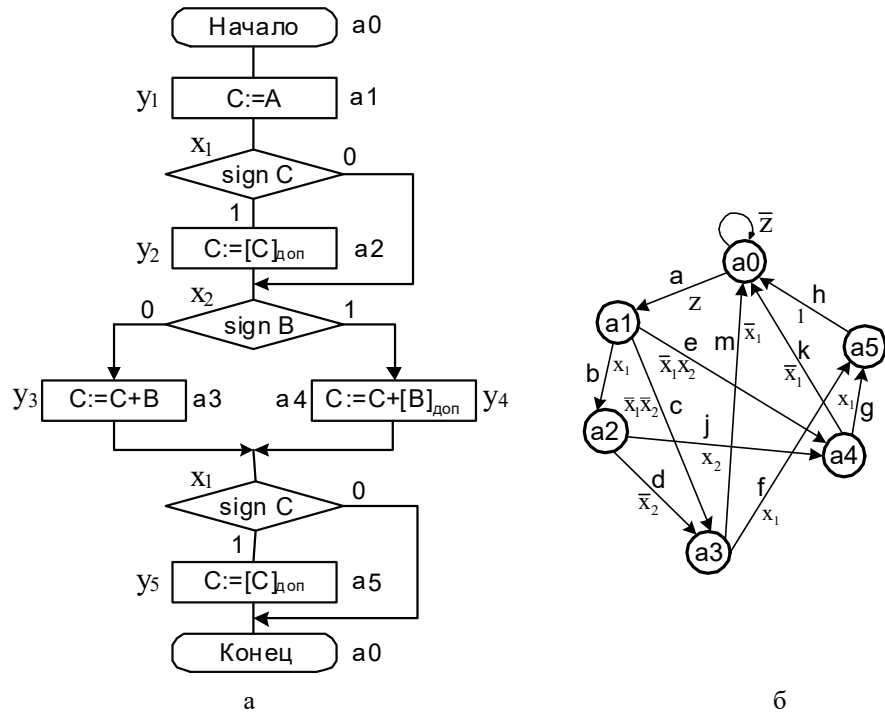 Начало a0
y₁ C:=A a1
x₁
sign C 0
1
y₂ C:=[C]доп a2
x₂
0 sign B 1
y₃ C:=C+B a3
a4 C:=C+[B]доп y₄
x₁
sign C 0
1
y₅ C:=[C]доп a5
Конец a0
а
z̅
a0
a
z
h
1
a1
m x̅₁
e
x̅₁x₂
k
x̅₁
a5
b x₁
x̅₁x̅₂ c
x₁ g
a2
j
x₂
a4
d
x̅₂
f
x₁
a3
б